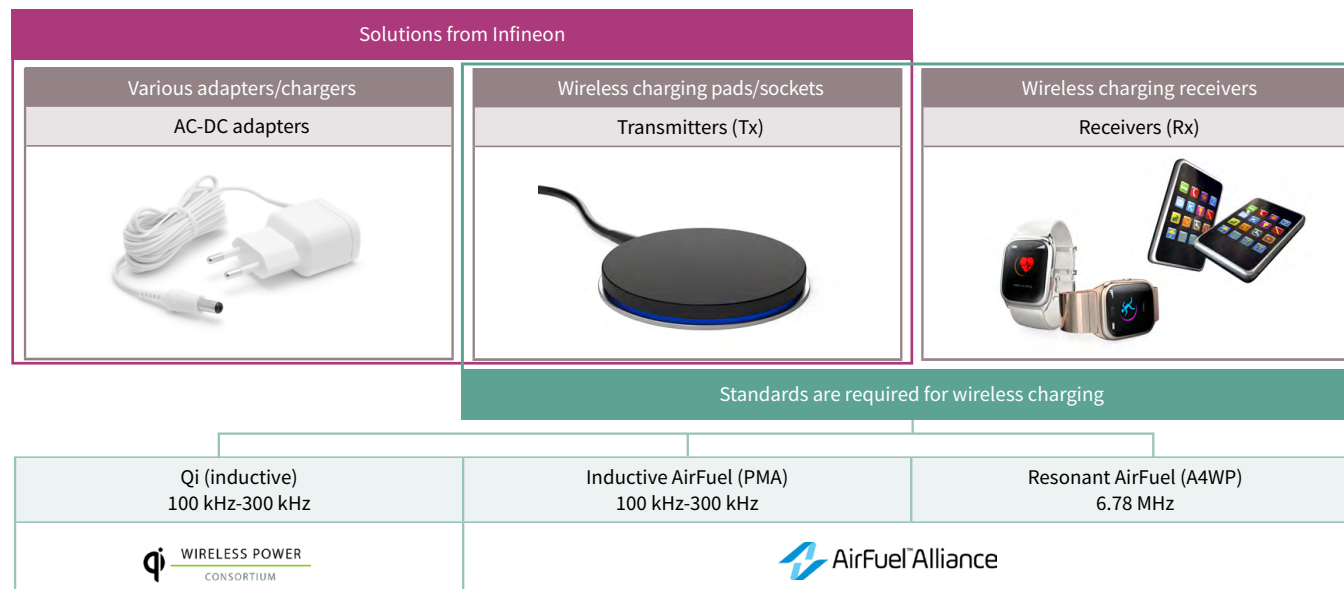 Solutions from Infineon
Various adapters/chargers
Wireless charging pads/sockets
Wireless charging receivers
AC-DC adapters
Transmitters (Tx)
Receivers (Rx)
Standards are required for wireless charging
Qi (inductive)
100 kHz-300 kHz
Inductive AirFuel (PMA)
100 kHz-300 kHz
Resonant AirFuel (A4WP)
6.78 MHz
qi
WIRELESS POWER
CONSORTIUM
AirFuel™ Alliance